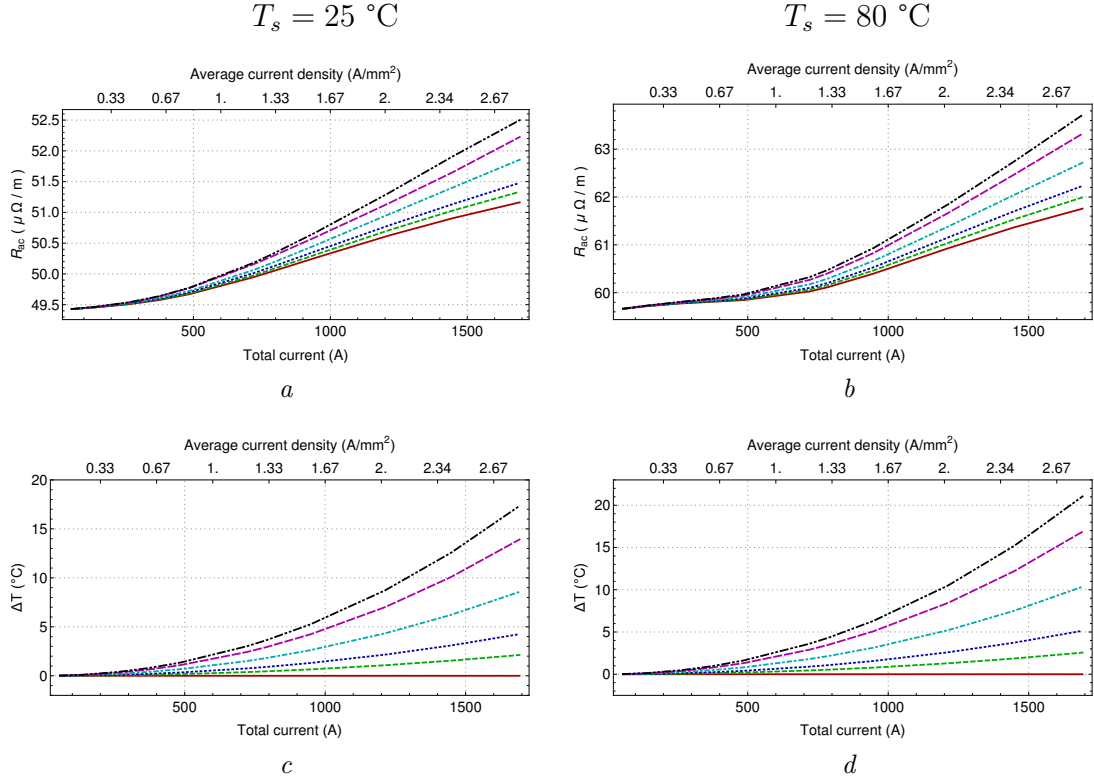 T_s = 25 °C
T_s = 80 °C
Average current density (A/mm²)
0.33 0.67 1. 1.33 1.67 2. 2.34 2.67
52.5
52.0
51.5
51.0
50.5
50.0
49.5
R_ac ( μ Ω / m )
500 1000 1500
Total current (A)
a
Average current density (A/mm²)
0.33 0.67 1. 1.33 1.67 2. 2.34 2.67
63
62
61
60
R_ac ( μ Ω / m )
500 1000 1500
Total current (A)
b
Average current density (A/mm²)
0.33 0.67 1. 1.33 1.67 2. 2.34 2.67
20
15
10
5
0
ΔT (°C)
500 1000 1500
Total current (A)
c
Average current density (A/mm²)
0.33 0.67 1. 1.33 1.67 2. 2.34 2.67
20
15
10
5
0
ΔT (°C)
500 1000 1500
Total current (A)
d